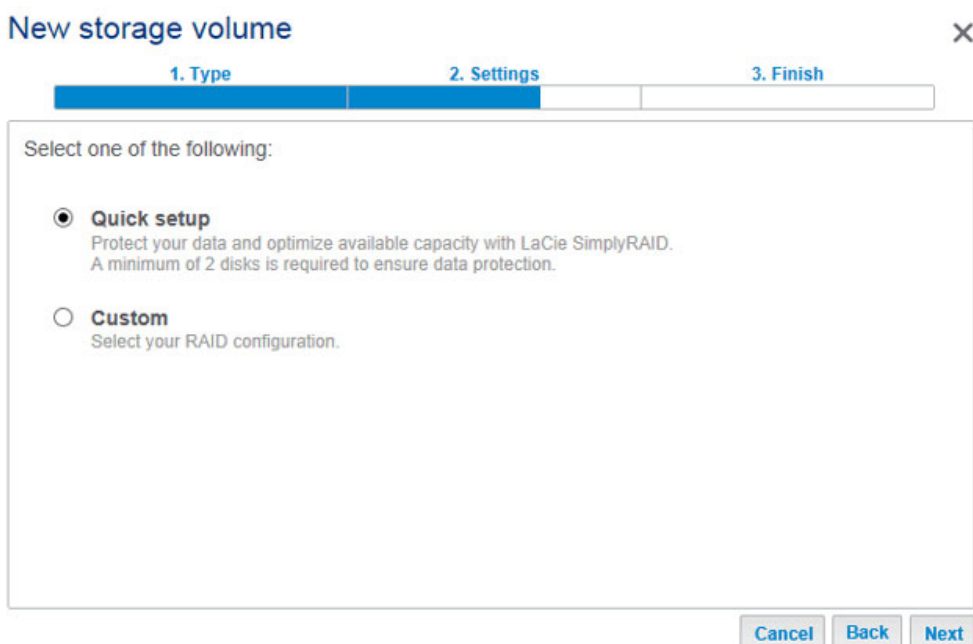 New storage volume
1. Type 2. Settings 3. Finish
Select one of the following:
Quick setup
Protect your data and optimize available capacity with LaCie SimplyRAID.
A minimum of 2 disks is required to ensure data protection.
Custom
Select your RAID configuration.
Cancel Back Next